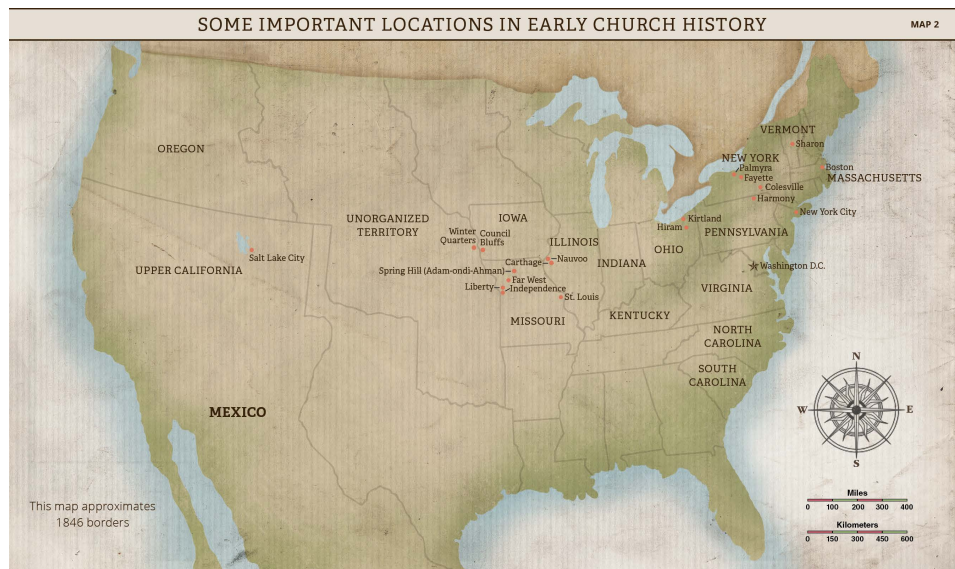 SOME IMPORTANT LOCATIONS IN EARLY CHURCH HISTORY
MAP 2
VERMONT
Sharon
OREGON
NEW YORK
Palmyra
Boston
Fayette
MASSACHUSETTS
Colesville
Harmony
New York City
UNORGANIZED
TERRITORY
IOWA
Kirtland
Hiram
PENNSYLVANIA
Winter
Quarters
Council
Bluffs
ILLINOIS
OHIO
Salt Lake City
Carthage
Nauvoo
INDIANA
Washington D.C.
UPPER CALIFORNIA
Spring Hill (Adam-ondi-Ahman)
Far West
Liberty
Independence
VIRGINIA
St. Louis
MISSOURI
KENTUCKY
NORTH
CAROLINA
SOUTH
CAROLINA
MEXICO
N
W
E
S
This map approximates
1846 borders
Miles
0 100 200 300 400
Kilometers
0 150 300 450 600